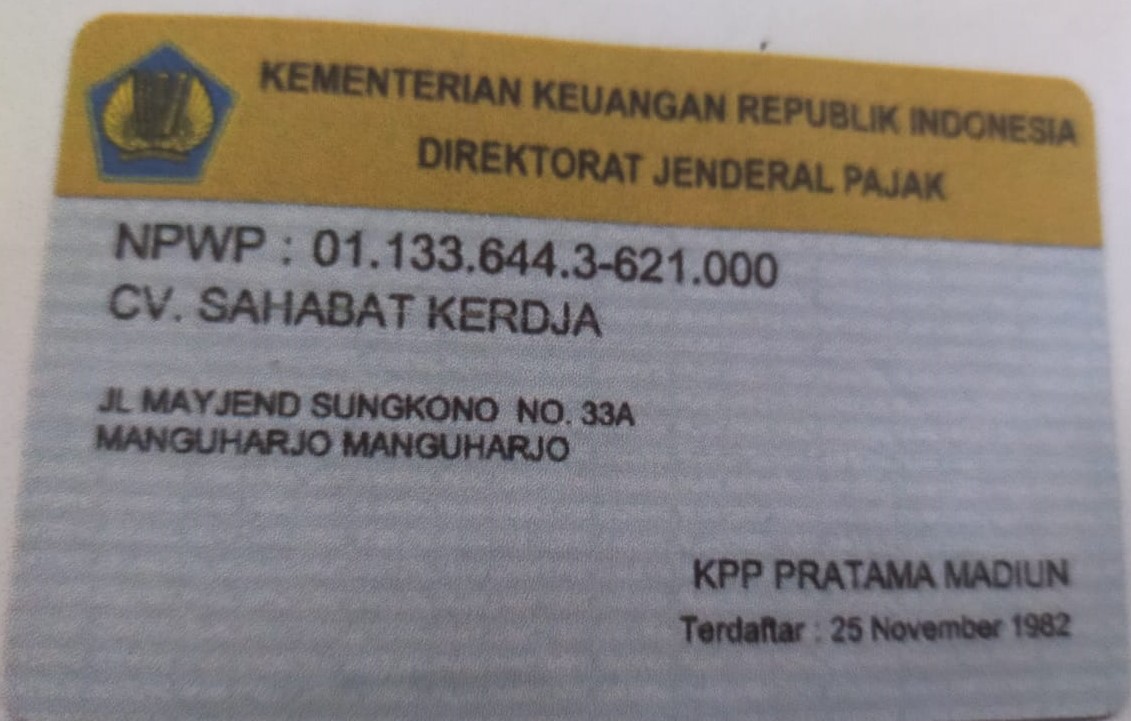 KEMENTERIAN KEUANGAN REPUBLIK INDONESIA
DIREKTORAT JENDERAL PAJAK
NPWP : 01.133.644.3-621.000
CV. SAHABAT KERDJA
JL MAYJEND SUNGKONO NO. 33A
MANGUHARJO MANGUHARJO
KPP PRATAMA MADIUN
Terdaftar : 25 November 1982